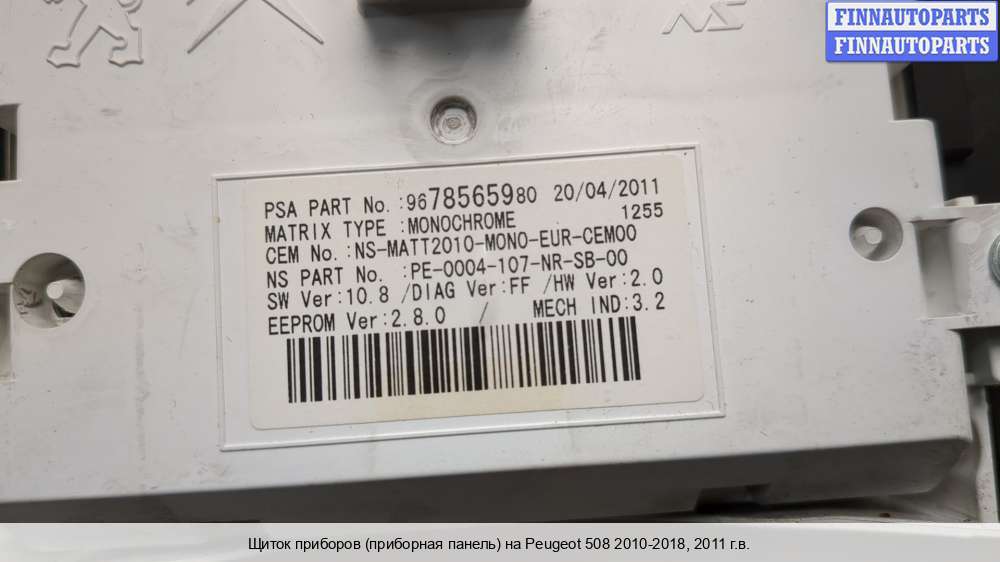 NS
FINNAUTOPARTS
FINNAUTOPARTS
PSA PART No.:9678565980 20/04/2011
MATRIX TYPE :MONOCHROME 1255
CEM No.:NS-MATT2010-MONO-EUR-CEM00
NS PART No. :PE-0004-107-NR-SB-00
SW Ver:10.8 /DIAG Ver:FF /HW Ver:2.0
EEPROM Ver:2.8.0 / MECH IND:3.2
Щиток приборов (приборная панель) на Peugeot 508 2010-2018, 2011 г.в.